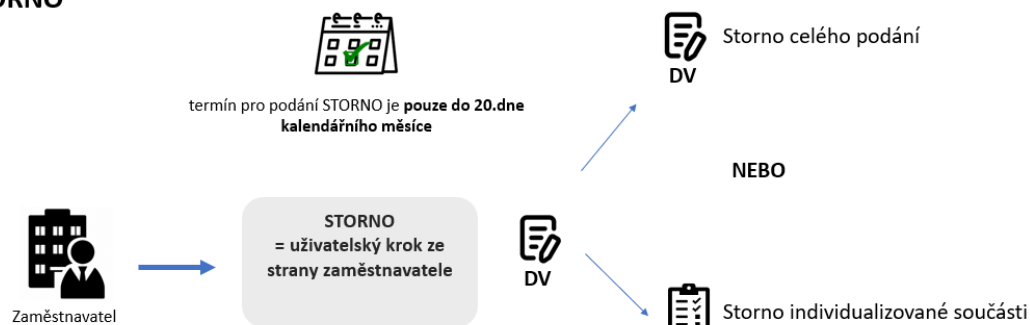 termín pro podání STORNO je pouze do 20.dne
kalendářního měsíce
DV
Storno celého podání
NEBO
Zaměstnavatel
STORNO
= uživatelský krok ze
strany zaměstnavatele
DV
Storno individualizované součásti